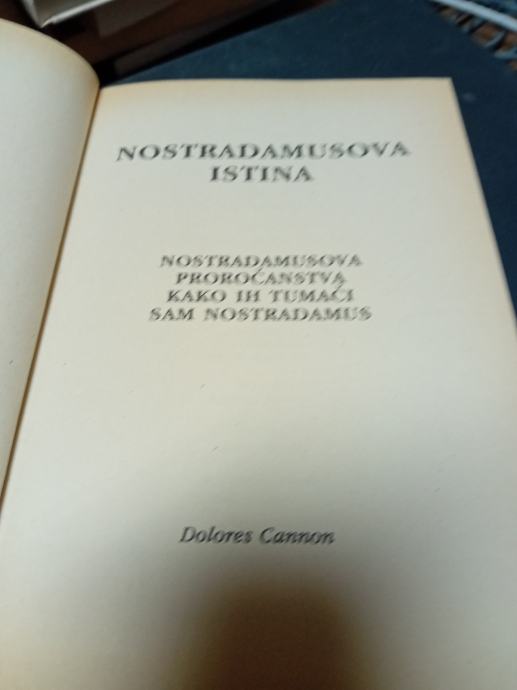 NOSTRADAMUSOVA
ISTINA
NOSTRADAMUSOVA
PROROČANSTVA
KAKO IH TUMAČI
SAM NOSTRADAMUS
Dolores Cannon